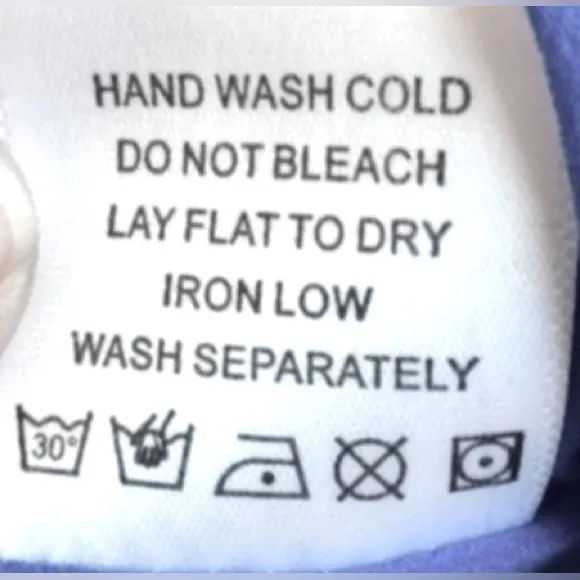 HAND WASH COLD
DO NOT BLEACH
LAY FLAT TO DRY
IRON LOW
WASH SEPARATELY
30°